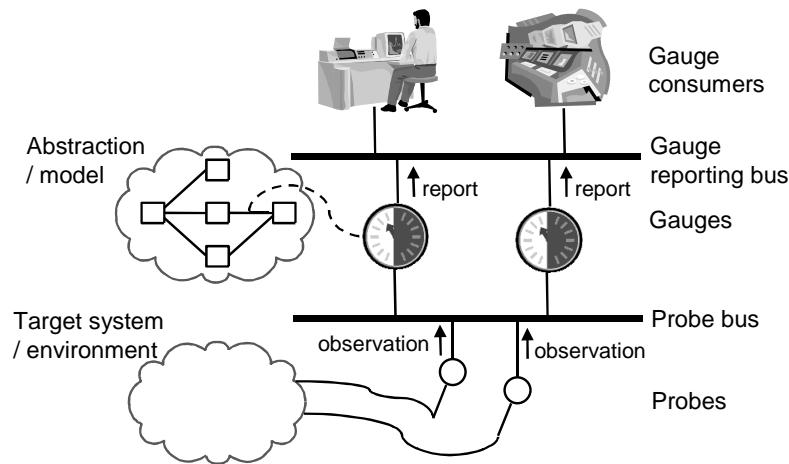 Gauge
consumers
Abstraction
/ model
Gauge
reporting bus
report
report
Gauges
Target system
/ environment
Probe bus
observation
observation
Probes